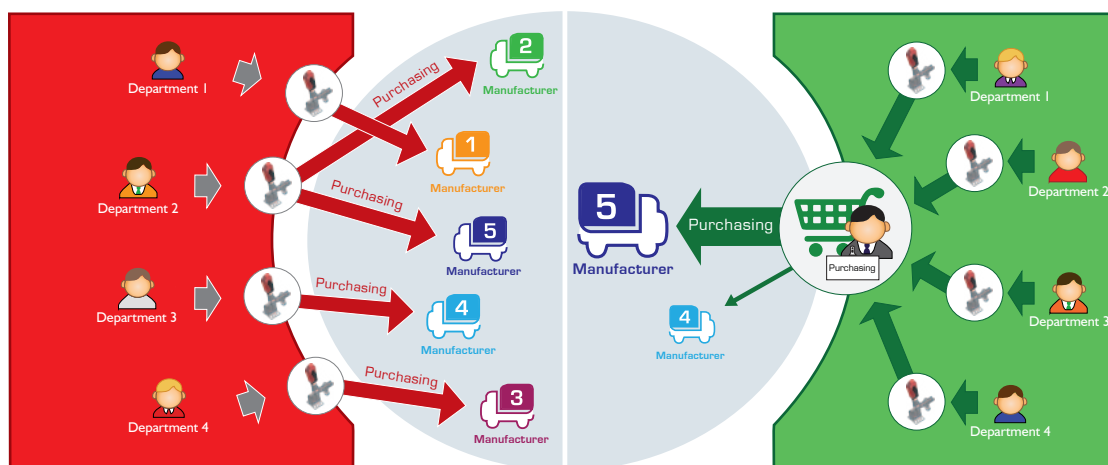 Department 1
Department 2
Department 3
Department 4
Purchasing
2
Manufacturer
1
Manufacturer
Purchasing
5
Manufacturer
Purchasing
4
Manufacturer
Purchasing
3
Manufacturer
5
Manufacturer
Purchasing
4
Manufacturer
Purchasing
Department 1
Department 2
Department 3
Department 4